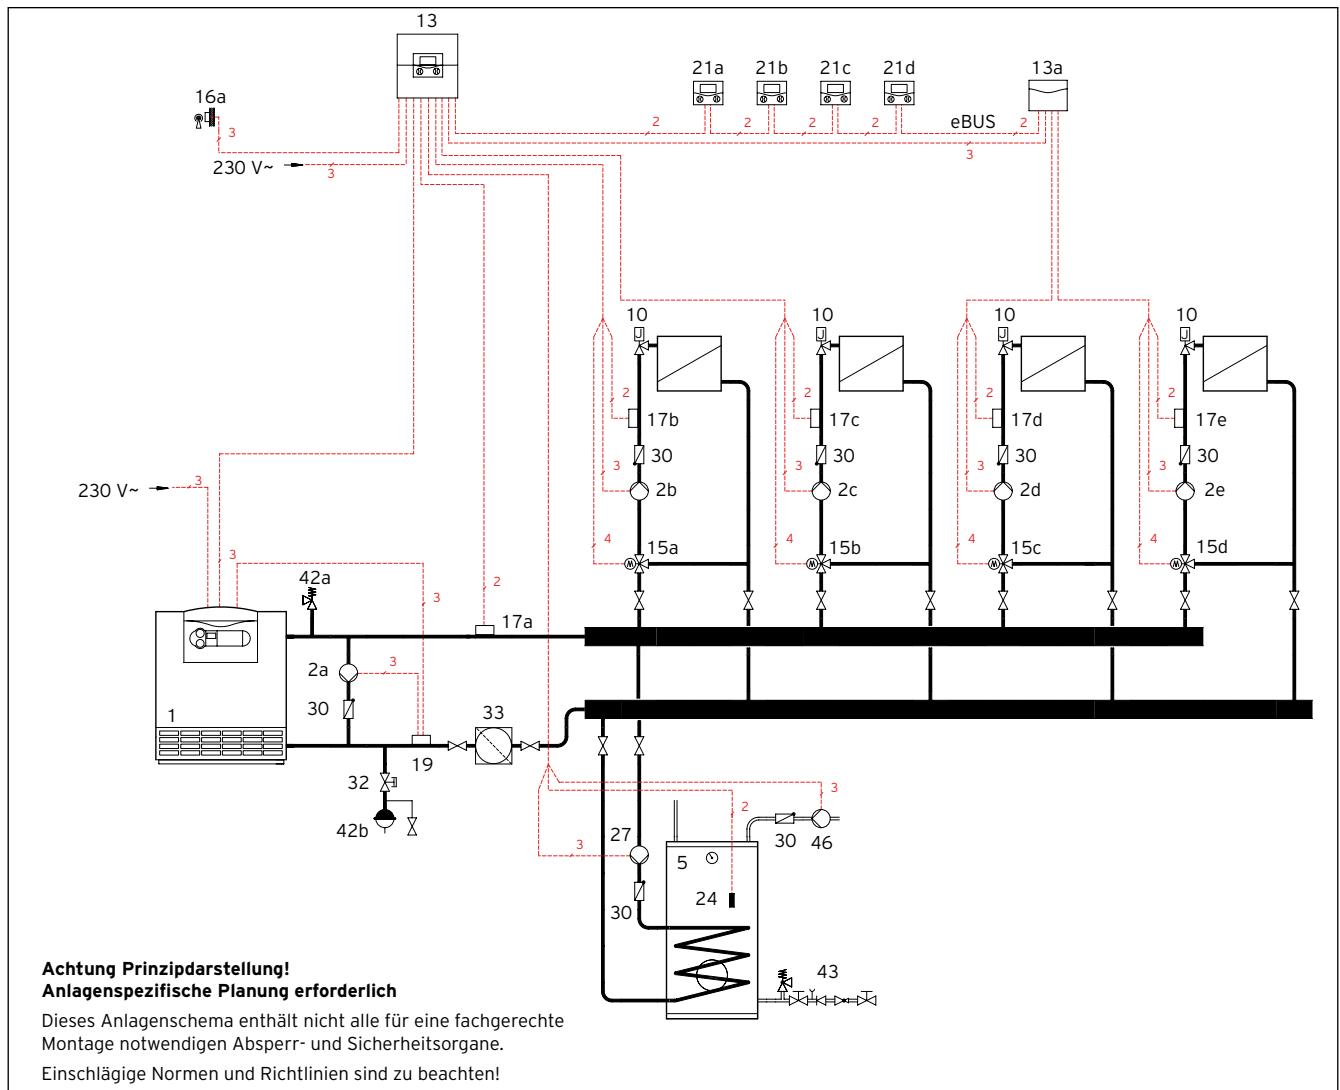 13
21a 21b 21c 21d 13a
16a
3
2 2 2 2 eBUS 2
3
230 V~ 3
10 10 10 10
2 2 2 2
17b 17c 17d 17e
30 30 30 30
3 3 3 3
230 V~ 3
2b 2c 2d 2e
4 15a 4 15b 4 15c 4 15d
3
42a 3 2 17a
2a 3
1 30 33
32 19
3
42b 2
27 30 46
3 5
24
30
43
Achtung Prinzipdarstellung!
Anlagenspezifische Planung erforderlich
Dieses Anlagenschema enthält nicht alle für eine fachgerechte
Montage notwendigen Absperr- und Sicherheitsorgane.
Einschlägige Normen und Richtlinien sind zu beachten!